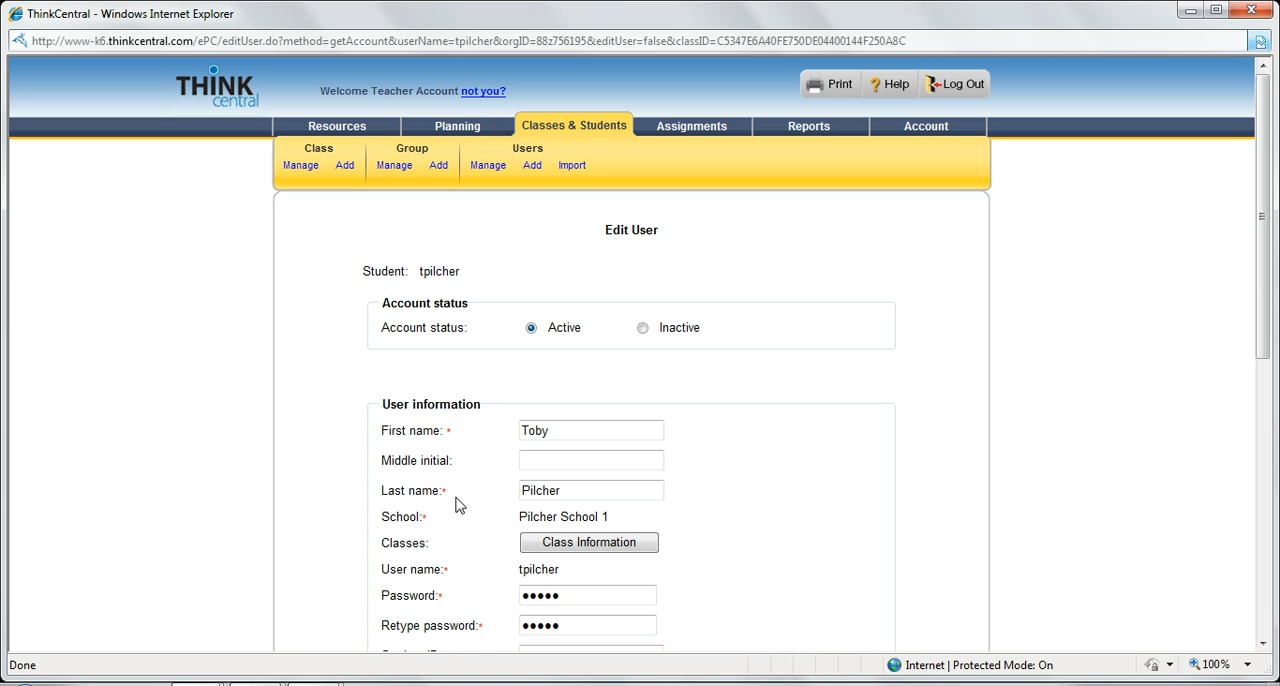 ThinkCentral - Windows Internet Explorer
http://www-k6.thinkcentral.com/ePC/editUser.do?method=getAccount&userName=tpilcher&orgID=88z756195&editUser=false&classID=C5347E6A40FE750DE04400144F250A8C
THINK central
Welcome Teacher Account not you?
Print Help Log Out
Resources Planning Classes & Students Assignments Reports Account
Class Group Users
Manage Add Manage Add Manage Add Import
Edit User
Student: tpilcher
Account status
Account status: Active Inactive
User information
First name: * Toby
Middle initial:
Last name:* Pilcher
School:* Pilcher School 1
Classes: Class Information
User name:* tpilcher
Password:* •••••
Retype password:* •••••
Done Internet | Protected Mode: On 100%